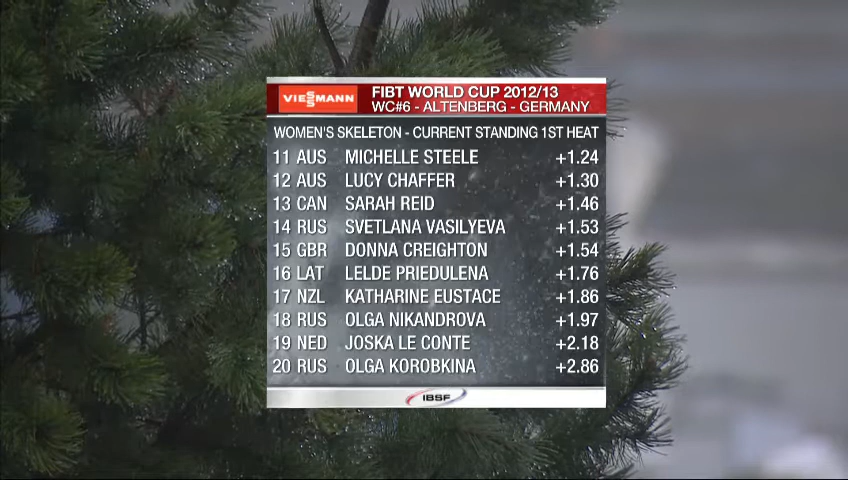 VIESSMANN
FIBT WORLD CUP 2012/13
WC#6 - ALTENBERG - GERMANY
WOMEN'S SKELETON - CURRENT STANDING 1ST HEAT
11 AUS MICHELLE STEELE +1.24
12 AUS LUCY CHAFFER +1.30
13 CAN SARAH REID +1.46
14 RUS SVETLANA VASILYEVA +1.53
15 GBR DONNA CREIGHTON +1.54
16 LAT LELDE PRIEDULENA +1.76
17 NZL KATHARINE EUSTACE +1.86
18 RUS OLGA NIKANDROVA +1.97
19 NED JOSKA LE CONTE +2.18
20 RUS OLGA KOROBKINA +2.86
IBSF